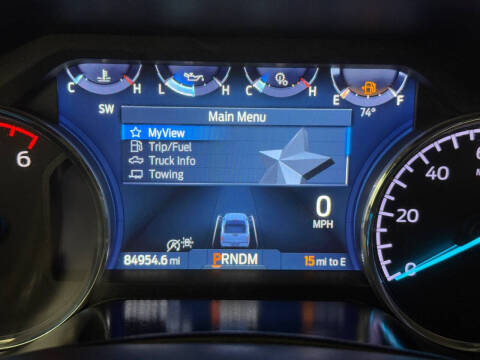 C H L H C H E F
SW
74°
Main Menu
MyView
Trip/Fuel
Truck Info
Towing
6
40
20
0
0
MPH
84954.6 mi
PRNDM
15 mi to E